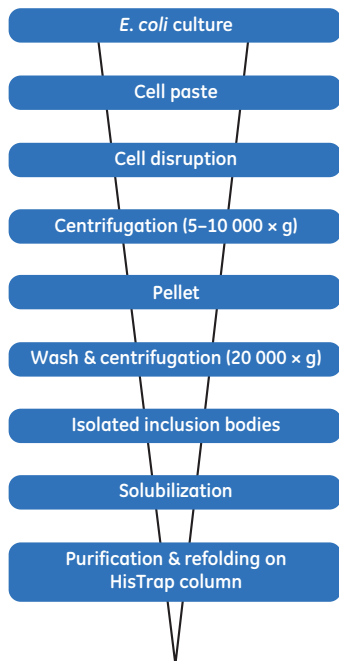 E. coli culture
Cell paste
Cell disruption
Centrifugation (5–10 000 × g)
Pellet
Wash & centrifugation (20 000 × g)
Isolated inclusion bodies
Solubilization
Purification & refolding on
HisTrap column